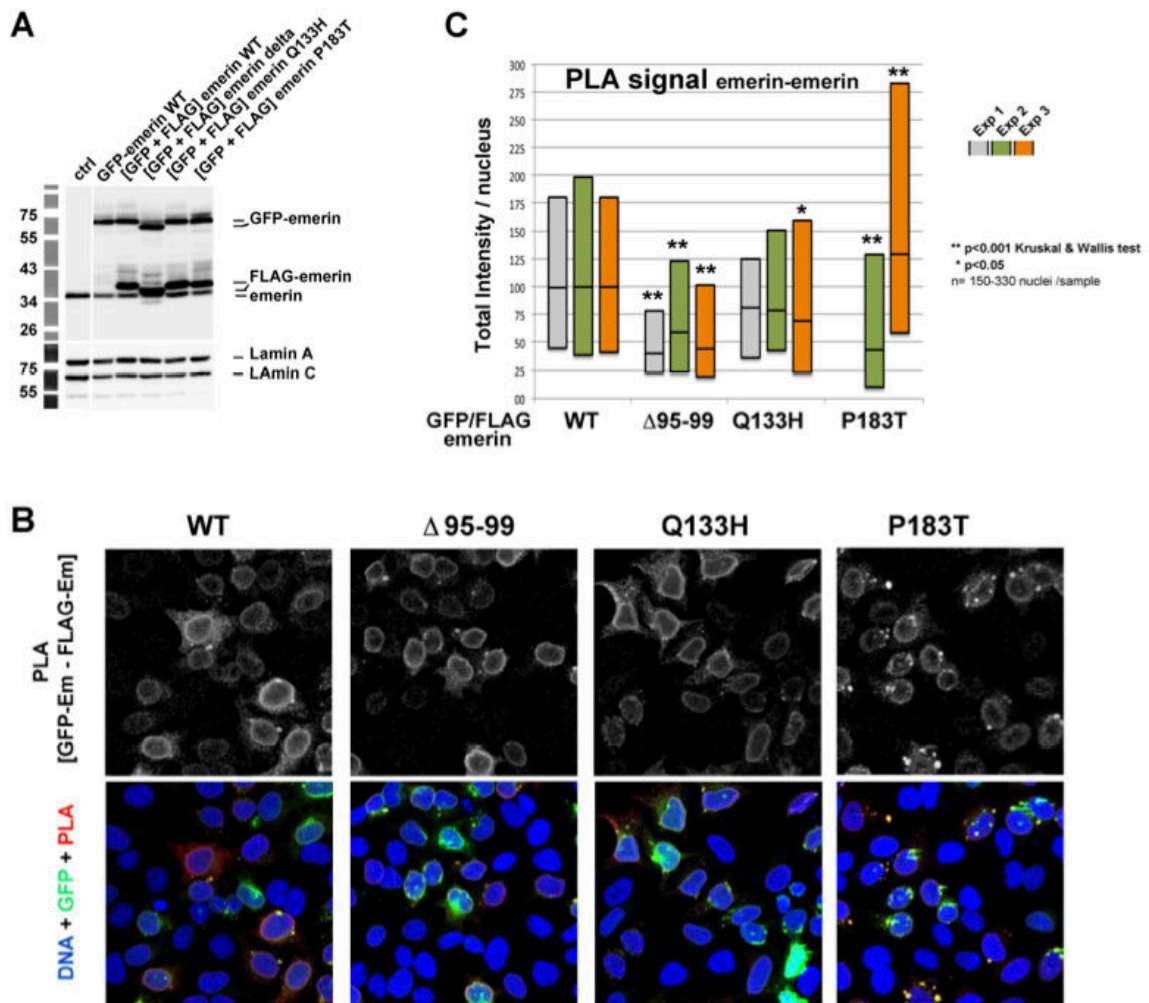 A
ctrl
GFP-emerin WT
[GFP + FLAG] emerin WT
[GFP + FLAG] emerin delta
[GFP + FLAG] emerin Q133H
[GFP + FLAG] emerin P183T
75
55
43
34
26
75
55
GFP-emerin
FLAG-emerin
emerin
Lamin A
LAmin C
C
PLA signal emerin-emerin
Total Intensity / nucleus
300
275
250
225
200
175
150
125
100
75
50
25
00
**
**
**
*
**
**
GFP/FLAG
emerin
WT
Δ95-99
Q133H
P183T
Exp 1
Exp 2
Exp 3
** p<0.001 Kruskal & Wallis test
* p<0.05
n= 150-330 nuclei /sample
B
WT
Δ 95-99
Q133H
P183T
PLA
[GFP-Em - FLAG-Em]
DNA + GFP + PLA